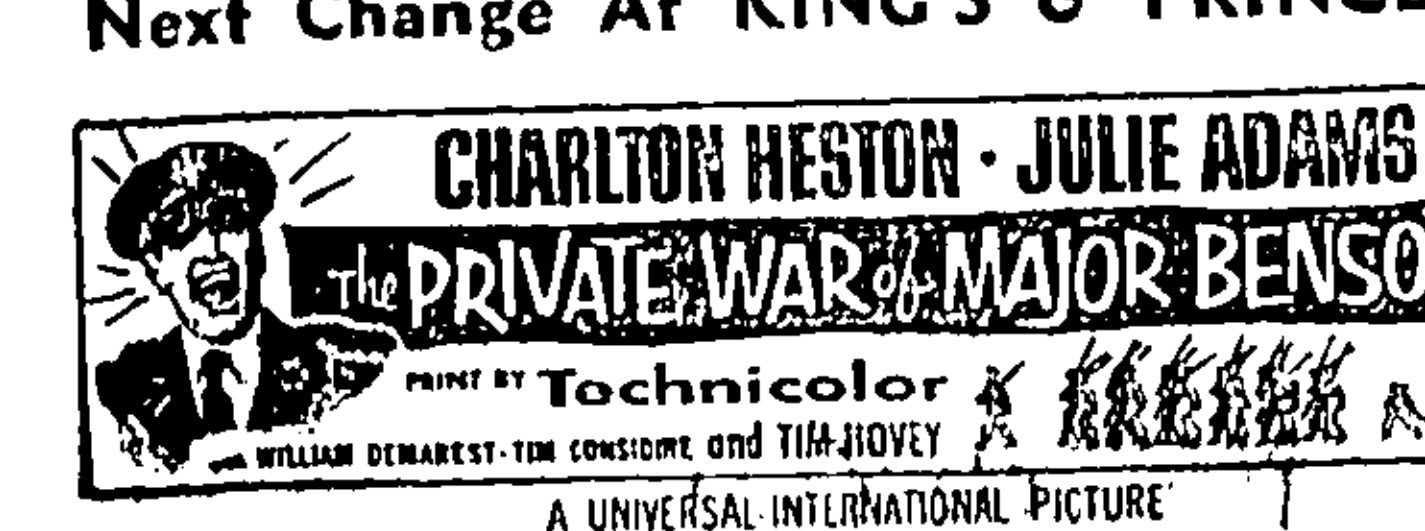 Next Change At KING'S & PRINCE
CHARLTON HESTON · JULIE ADAMS
The PRIVATE WAR of MAJOR BENSO
PRINT BY Technicolor
WILLIAM DEMAREST · TIM CONSIDINE and TIM HOVEY
A UNIVERSAL-INTERNATIONAL PICTURE